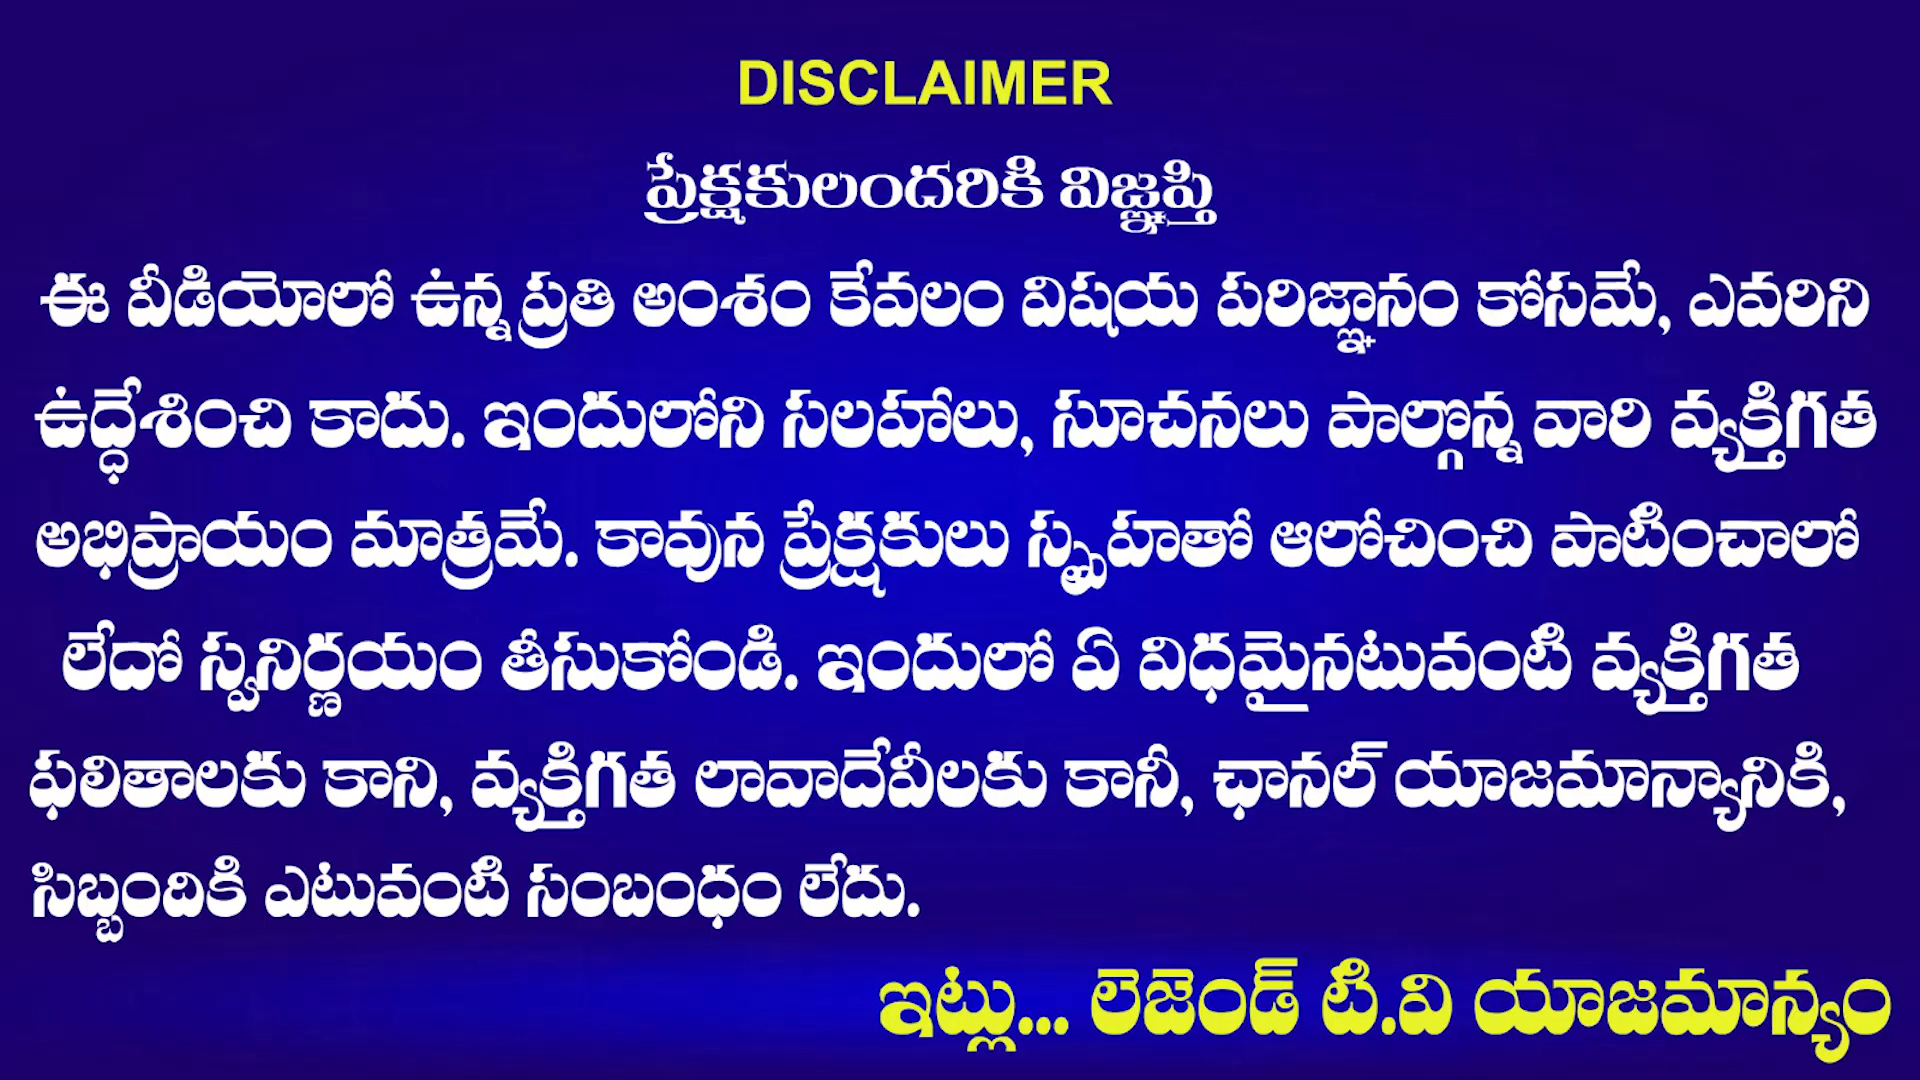 DISCLAIMER
ప్రేక్షకులందరికి విజ్ఞప్తి
ఈ వీడియోలో ఉన్న ప్రతి అంశం కేవలం విషయ పరిజ్ఞానం కోసమే, ఎవరిని
ఉద్ధేశించి కాదు. ఇందులోని సలహాలు, సూచనలు పాల్గొన్న వారి వ్యక్తిగత
అభిప్రాయం మాత్రమే. కావున ప్రేక్షకులు స్పృహతో ఆలోచించి పాటించాలో
లేదో స్వనిర్ణయం తీసుకోండి. ఇందులో ఏ విధమైనటువంటి వ్యక్తిగత
ఫలితాలకు కాని, వ్యక్తిగత లావాదేవీలకు కానీ, ఛానల్ యాజమాన్యానికి,
సిబ్బందికి ఎటువంటి సంబంధం లేదు.
ఇట్లు... లెజెండ్ టి.వి యాజమాన్యం